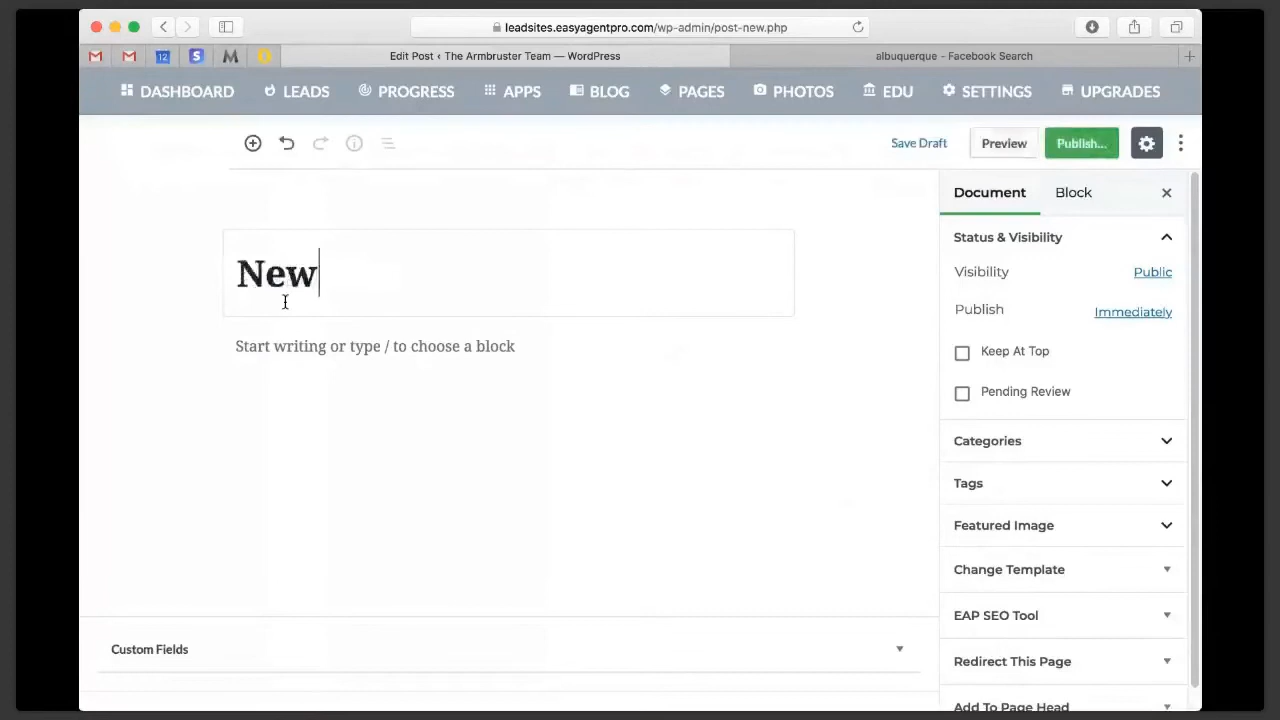 leadsites.easyagentpro.com/wp-admin/post-new.php
12 S Edit Post ‹ The Armbruster Team — WordPress albuquerque - Facebook Search
DASHBOARD LEADS PROGRESS APPS BLOG PAGES PHOTOS EDU SETTINGS UPGRADES
Save Draft Preview Publish...
Document Block
New
Start writing or type / to choose a block
Status & Visibility
Visibility Public
Publish Immediately
Keep At Top
Pending Review
Categories
Tags
Featured Image
Change Template
EAP SEO Tool
Redirect This Page
Add To Page Head
Custom Fields